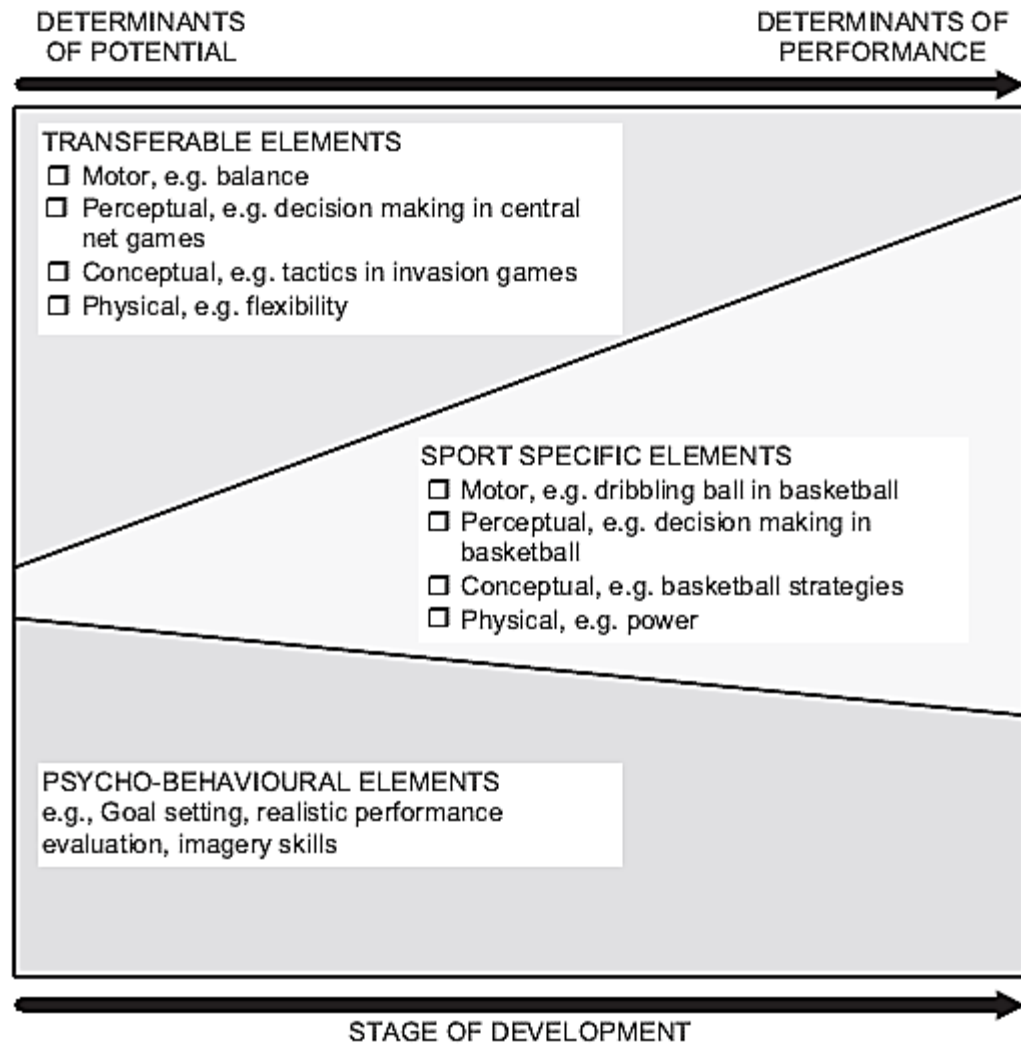 DETERMINANTS
OF POTENTIAL
DETERMINANTS OF
PERFORMANCE
TRANSFERABLE ELEMENTS
❒ Motor, e.g. balance
❒ Perceptual, e.g. decision making in central
net games
❒ Conceptual, e.g. tactics in invasion games
❒ Physical, e.g. flexibility
SPORT SPECIFIC ELEMENTS
❒ Motor, e.g. dribbling ball in basketball
❒ Perceptual, e.g. decision making in
basketball
❒ Conceptual, e.g. basketball strategies
❒ Physical, e.g. power
PSYCHO-BEHAVIOURAL ELEMENTS
e.g., Goal setting, realistic performance
evaluation, imagery skills
STAGE OF DEVELOPMENT